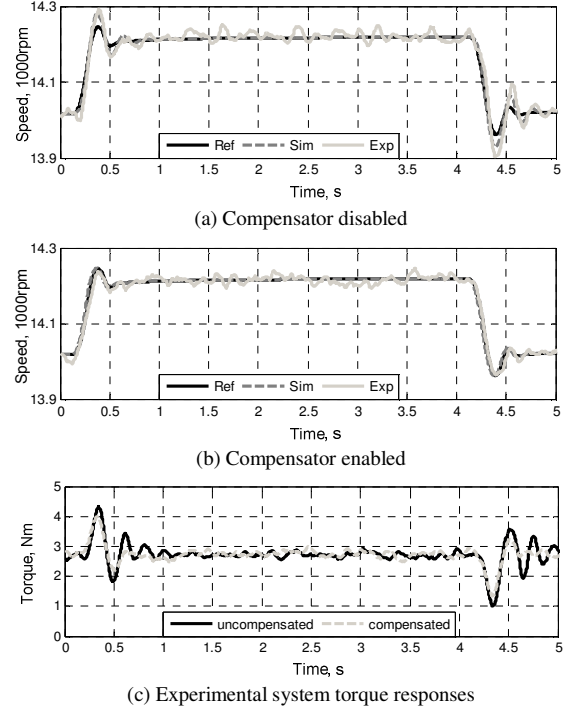 14.3
14.1
13.9
Speed, 1000rpm
Ref Sim Exp
0 0.5 1 1.5 2 2.5 3 3.5 4 4.5 5
Time, s
(a) Compensator disabled
14.3
14.1
13.9
Speed, 1000rpm
Ref Sim Exp
0 0.5 1 1.5 2 2.5 3 3.5 4 4.5 5
Time, s
(b) Compensator enabled
5
4
3
2
1
0
Torque, Nm
uncompensated compensated
0 0.5 1 1.5 2 2.5 3 3.5 4 4.5 5
Time, s
(c) Experimental system torque responses